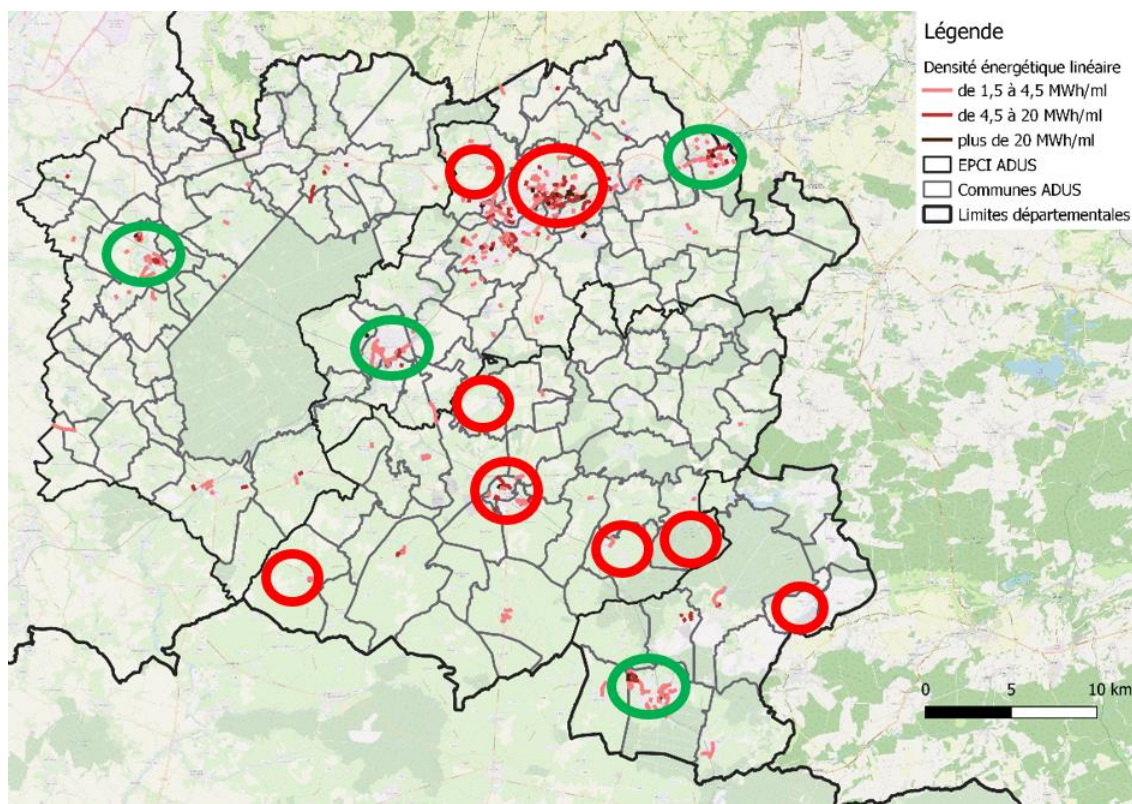 Légende
Densité énergétique linéaire
de 1,5 à 4,5 MWh/ml
de 4,5 à 20 MWh/ml
plus de 20 MWh/ml
EPCI ADUS
Communes ADUS
Limites départementales
0 5 10 km